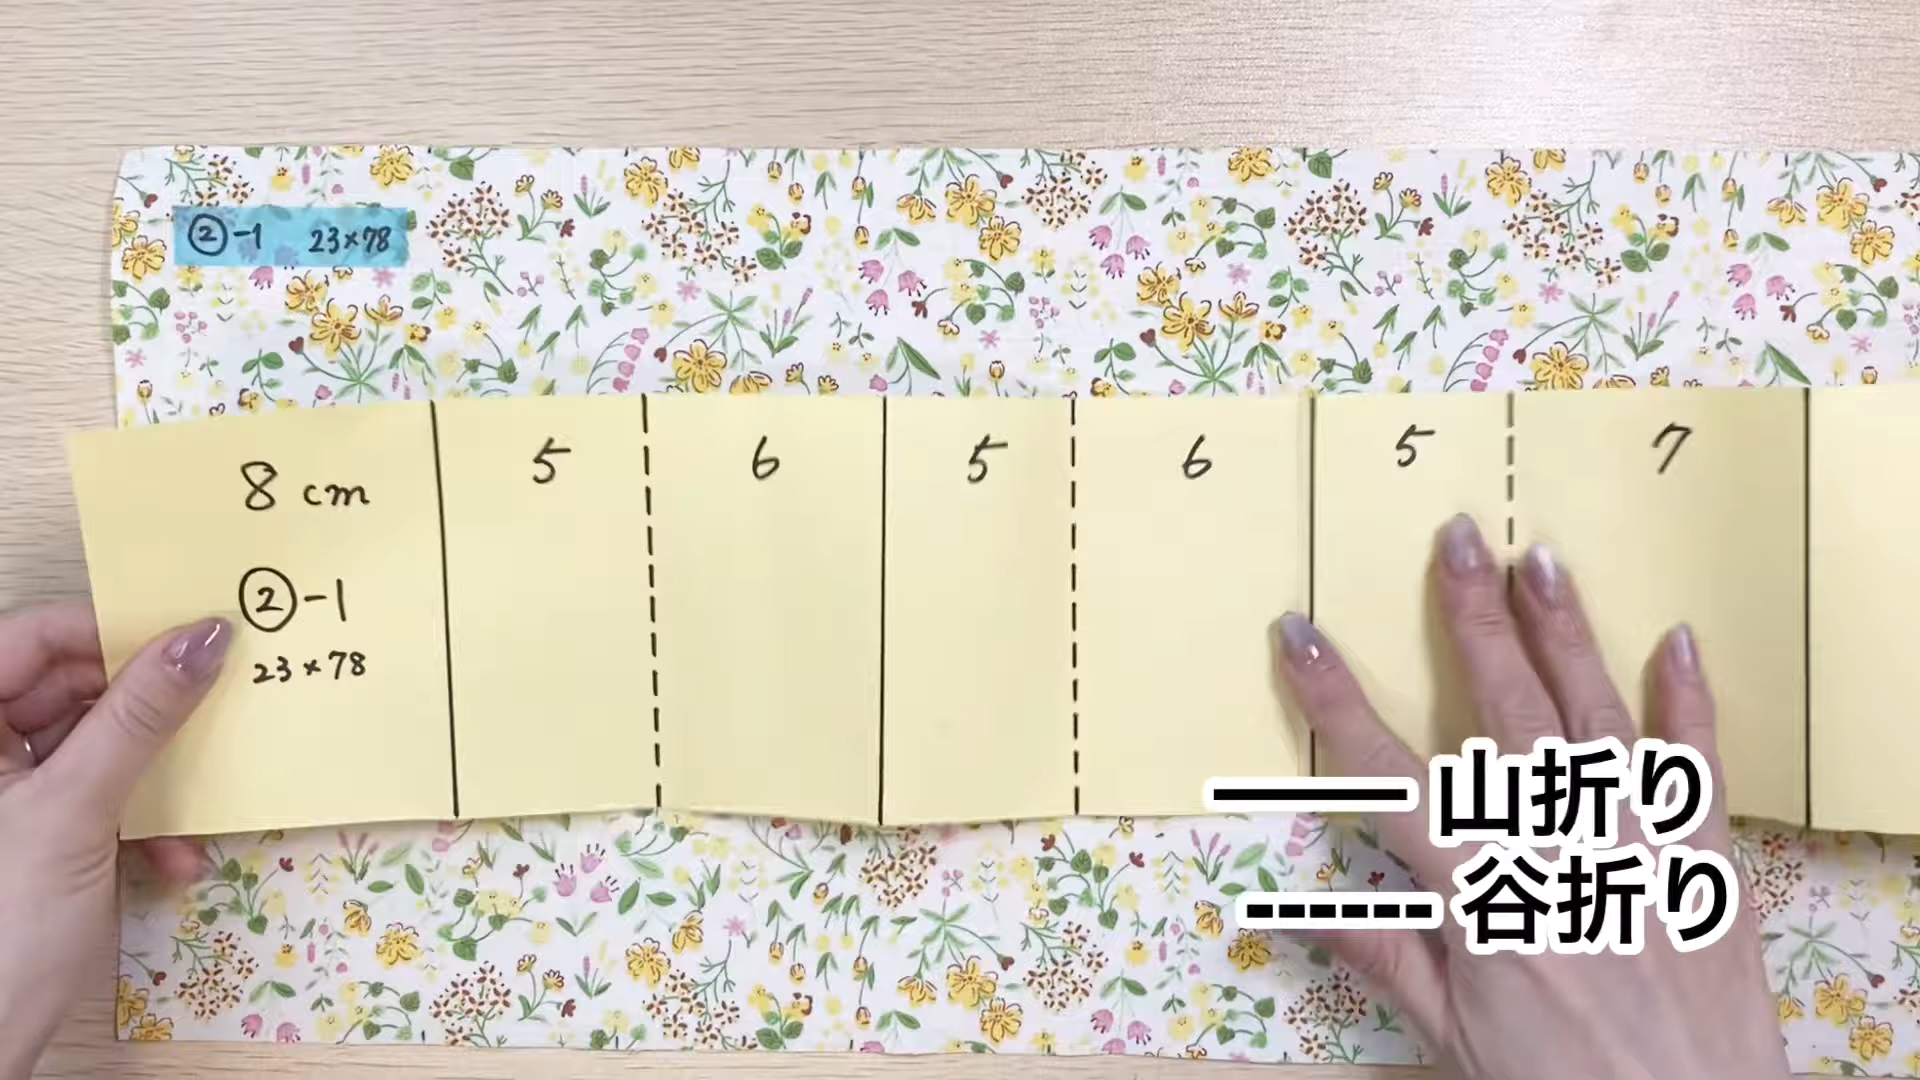 ②-1 23×78
8 cm 5 6 5 6 5 7
②-1
23×78
—— 山折り
------ 谷折り